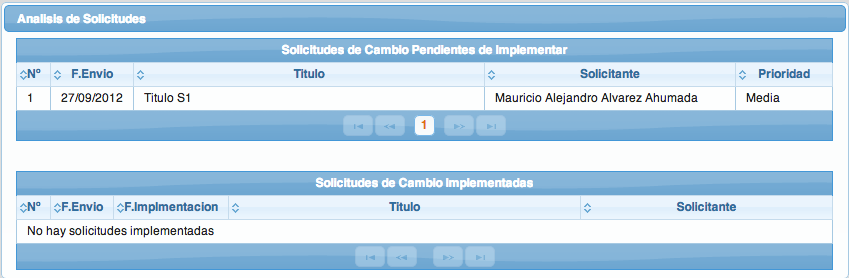 Analisis de Solicitudes
Solicitudes de Cambio Pendientes de Implementar
Nº F.Envio Titulo Solicitante Prioridad
1 27/09/2012 Titulo S1 Mauricio Alejandro Alvarez Ahumada Media
1
Solicitudes de Cambio Implementadas
Nº F.Envio F.Implmentacion Titulo Solicitante
No hay solicitudes implementadas